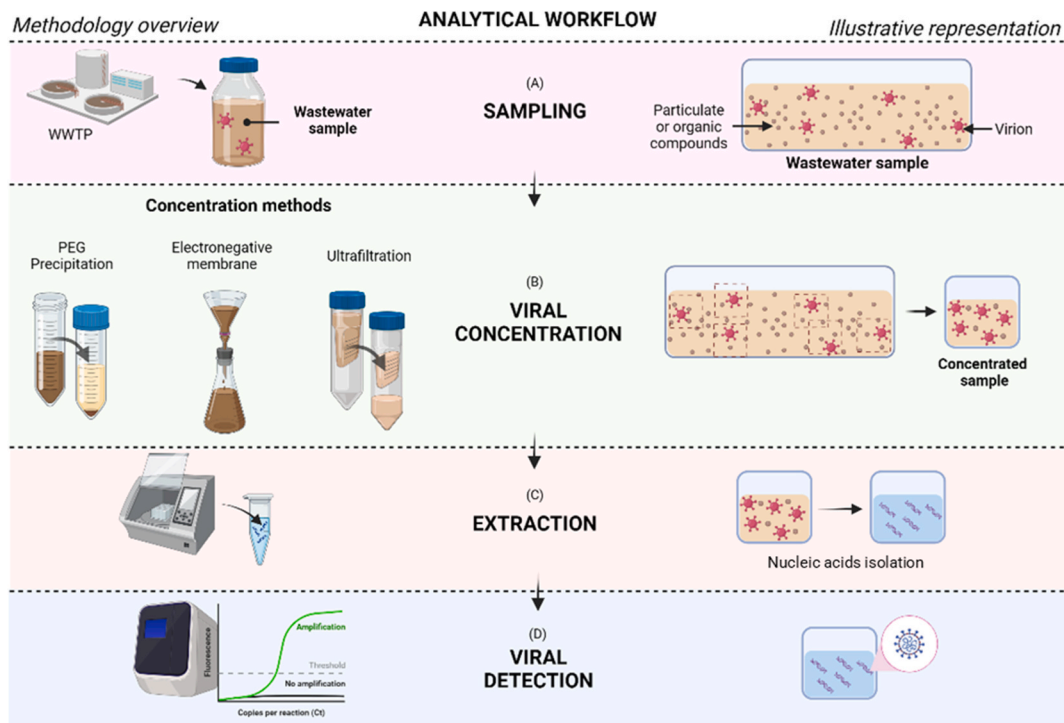 Methodology overview
ANALYTICAL WORKFLOW
Illustrative representation
(A)
SAMPLING
WWTP
Wastewater
sample
Particulate
or organic
compounds
Virion
Wastewater sample
Concentration methods
PEG
Precipitation
Electronegative
membrane
Ultrafiltration
(B)
VIRAL
CONCENTRATION
Concentrated
sample
(C)
EXTRACTION
Nucleic acids isolation
(D)
VIRAL
DETECTION
Fluorescence
Amplification
Threshold
No amplification
Copies per reaction (Ct)